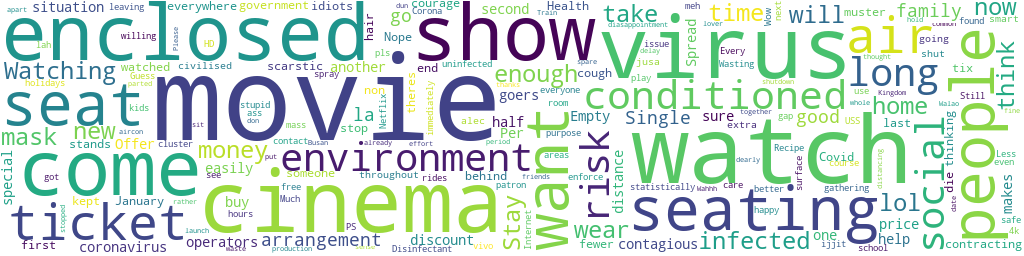 enclosed
movie
show
virus
watch
cinema
come
seat
ticket
seating
people
environment
conditioned
air
want
risk
social
long
infected
Watching
mask
new
money
enough
Stay
wear
arrangement
Single
home
think
will
time
take
now
family
go
la
lol
good
sure
price
help
one
Covid
distance
contagious
fewer
statistically
situation
everywhere
government
idiots
courage
Health
second
Corona
Nope
another
scarstic
end
half
goers
Per
Empty
cough
Spread
muster
tix
makes
die
thinking
contracting
last
extra
gap
jusa
play
issue
delay
diasappointment
Train
Every
Wasting
Wow
next
lover
meh
smart
found
hold
common
going
shut
use
whole
Kingdom
shutdown
thought
Still
Less
even
safe
4k
fine
date
Walao
USS
together
spare
Recipe
surface
course
distancing
dearly
care
better
Wahhh
gathering
happy
ijjit
school
room
purpose
areas
enforce
friends
everyone
uninfected
spray
willing
leaving
apart
dun
lah
HD
Please
civilised
watched
Guess
parted
holidays
kids
stands
Offer
cluster
special
kept
January
got
first
coronavirus
operators
easily
buy
see
hours
discount
Disinfectant
vivo
PS
launch
production
waste
rather
stopped
put
free
Much
someone
behind
throughout
rides
patron
period
effort
already
Busan
contact
mass
stop
non
theres
immediately
alec
Netflix
pls
hair
stupid
ass
don
sit
aircon
Internet